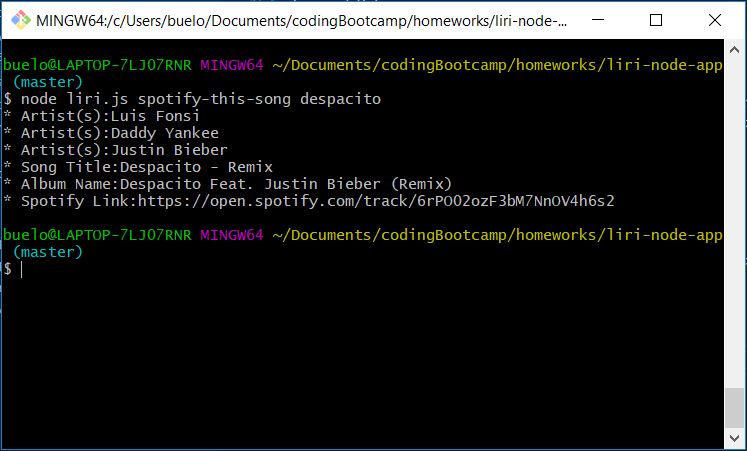 MINGW64:/c/Users/buelo/Documents/codingBootcamp/homeworks/liri-node-...
buelo@LAPTOP-7LJO7RNR MINGW64 ~/Documents/codingBootcamp/homeworks/liri-node-app
(master)
$ node liri.js spotify-this-song despacito
* Artist(s):Luis Fonsi
* Artist(s):Daddy Yankee
* Artist(s):Justin Bieber
* Song Title:Despacito - Remix
* Album Name:Despacito Feat. Justin Bieber (Remix)
* Spotify Link:https://open.spotify.com/track/6rPOO2ozF3bM7NnOV4h6s2
buelo@LAPTOP-7LJO7RNR MINGW64 ~/Documents/codingBootcamp/homeworks/liri-node-app
(master)
$